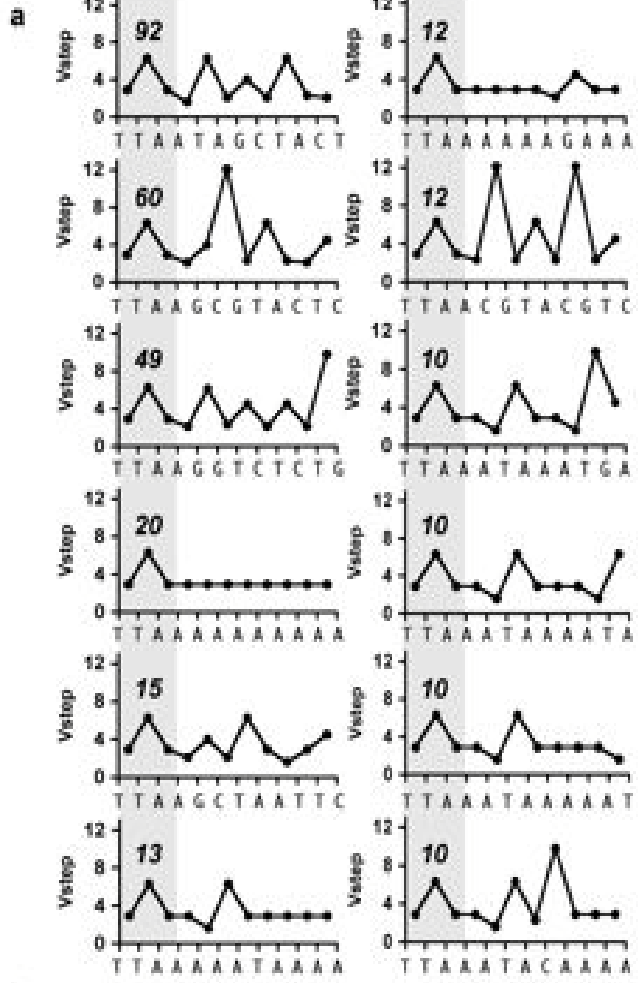 a
Vstep 12 8 4 0 92
T T A A T A G C T A C T
Vstep 12 8 4 0 12
T T A A A A A A G A A A
Vstep 12 8 4 0 60
T T A A G C G T A C T C
Vstep 12 8 4 0 12
T T A A C G T A C G T C
Vstep 12 8 4 0 49
T T A A G G T C T C T G
Vstep 12 8 4 0 10
T T A A A T A A A T G A
Vstep 12 8 4 0 20
T T A A A A A A A A A A
Vstep 12 8 4 0 10
T T A A A T A A A A T A
Vstep 12 8 4 0 15
T T A A G C T A A T T C
Vstep 12 8 4 0 10
T T A A A T A A A A A T
Vstep 12 8 4 0 13
T T A A A T A A A A A A
Vstep 12 8 4 0 10
T T A A A T A C A A A A